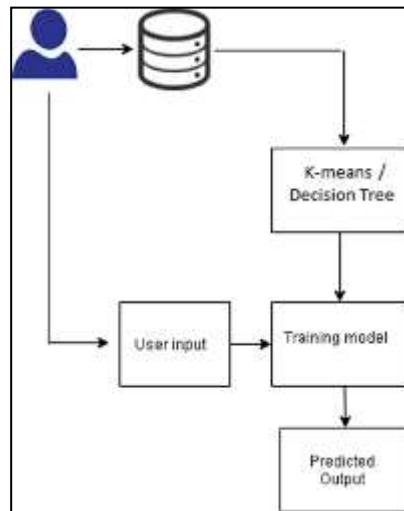 K-means /
Decision Tree
User input
Training model
Predicted
Output